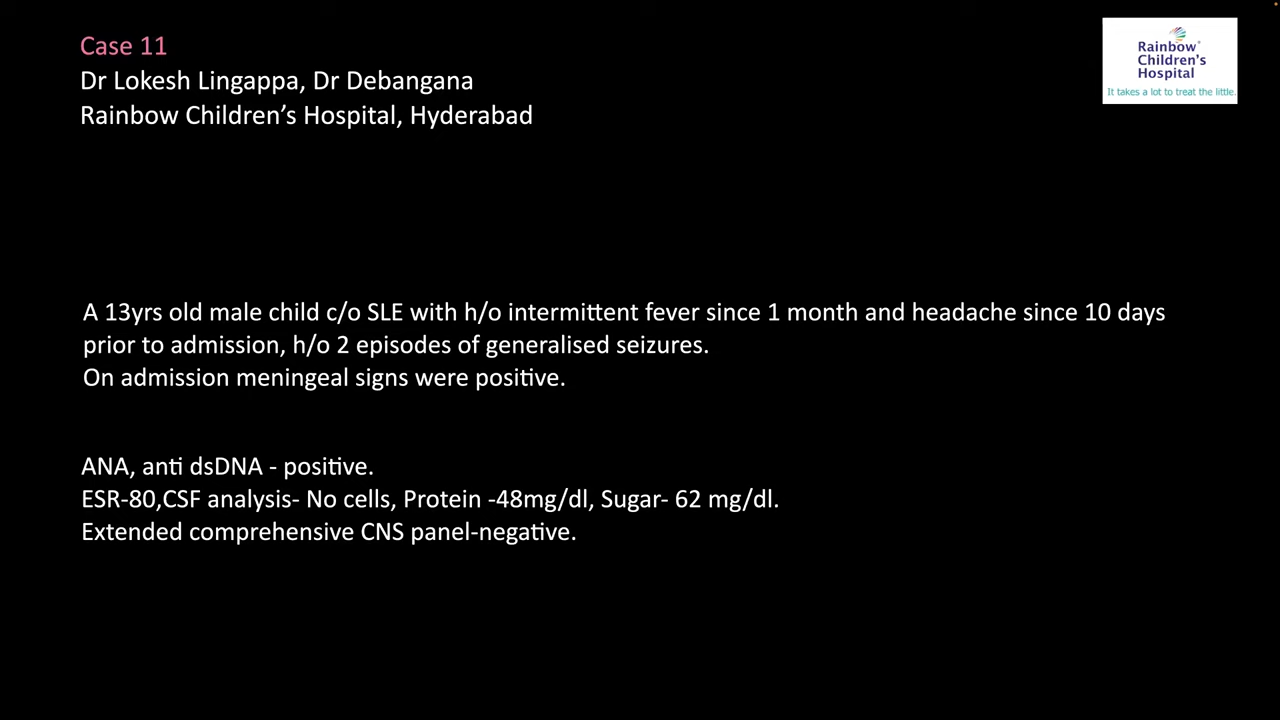 Case 11
Dr Lokesh Lingappa, Dr Debangana
Rainbow Children's Hospital, Hyderabad
Rainbow®
Children's
Hospital
It takes a lot to treat the little.
A 13yrs old male child c/o SLE with h/o intermittent fever since 1 month and headache since 10 days
prior to admission, h/o 2 episodes of generalised seizures.
On admission meningeal signs were positive.
ANA, anti dsDNA - positive.
ESR-80,CSF analysis- No cells, Protein -48mg/dl, Sugar- 62 mg/dl.
Extended comprehensive CNS panel-negative.